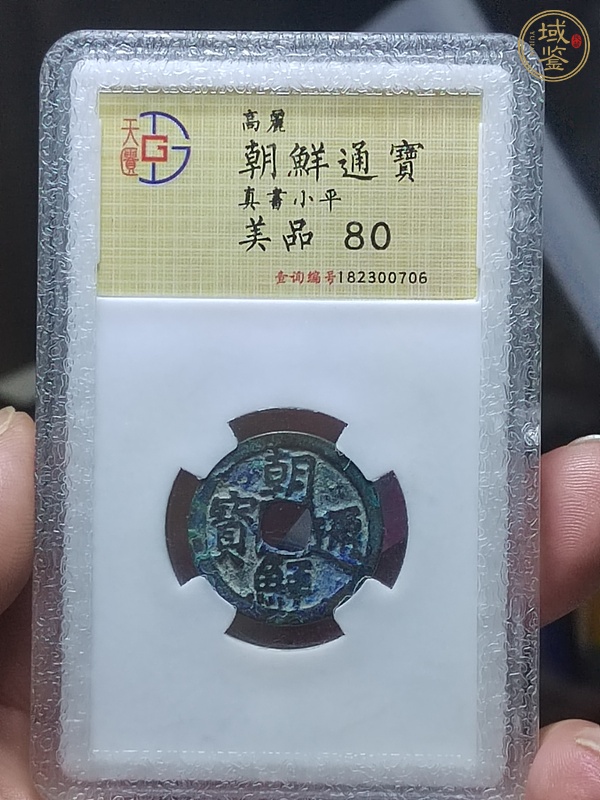 域鉴
天寶
高麗
朝鮮通寶
真書小平
美品 80
查询编号182300706
朝鮮通寶